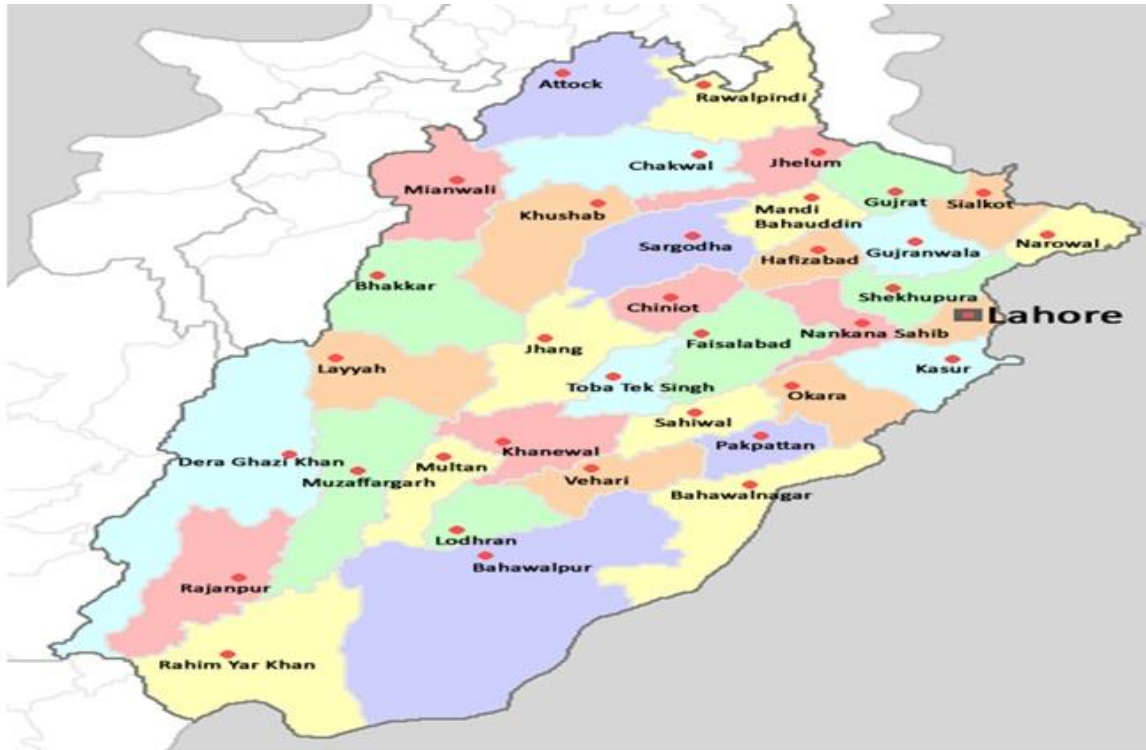 Attock
Rawalpindi
Chakwal
Jhelum
Mianwali
Khushab
Mandi
Bahauddin
Gujrat
Sialkot
Sargodha
Hafizabad
Gujranwala
Narowal
Bhakkar
Chiniot
Shekhupura
Lahore
Jhang
Faisalabad
Nankana Sahib
Layyah
Toba Tek Singh
Kasur
Okara
Sahiwal
Pakpattan
Khanewal
Dera Ghazi Khan
Multan
Muzaffargarh
Vehari
Bahawalnagar
Lodhran
Bahawalpur
Rajanpur
Rahim Yar Khan